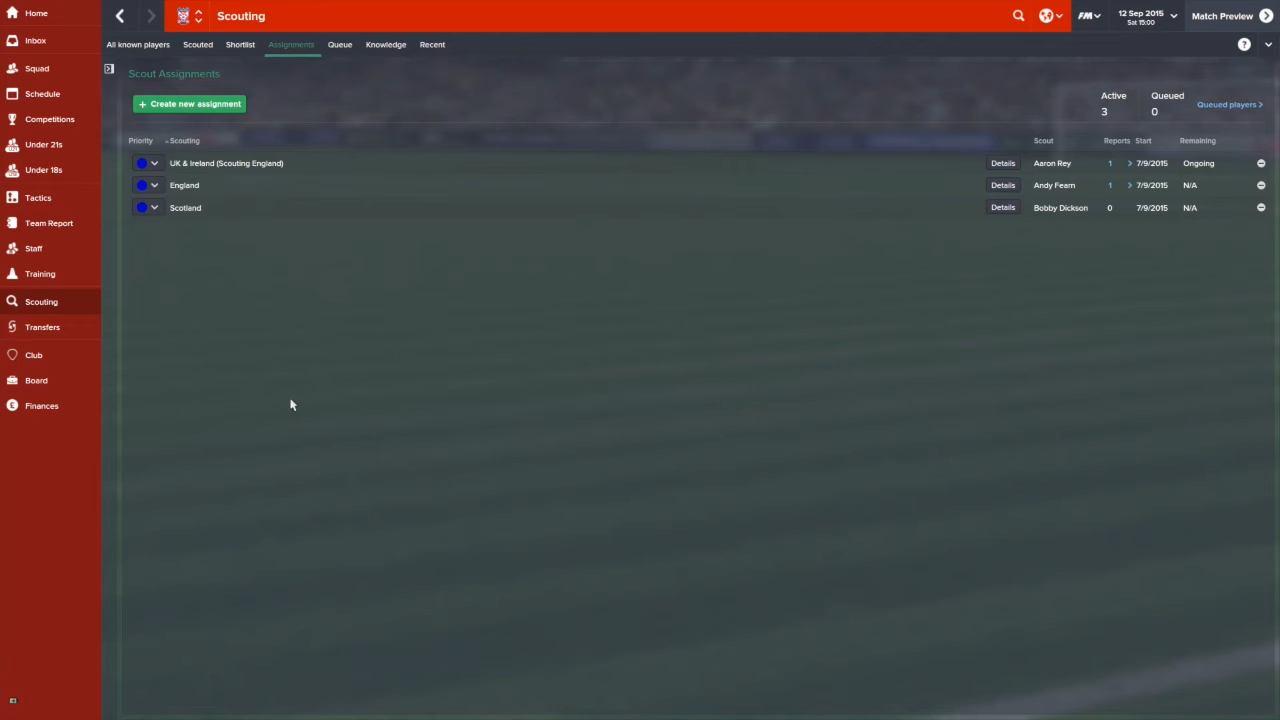 Home
Inbox
Squad
Schedule
Competitions
Under 21s
Under 18s
Tactics
Team Report
Staff
Training
Scouting
Transfers
Club
Board
Finances
Scouting
FM
12 Sep 2015
Sat 15:00
Match Preview
All known players Scouted Shortlist Assignments Queue Knowledge Recent
?
Scout Assignments
+ Create new assignment
Active
3
Queued
0
Queued players >
Priority Scouting Scout Reports Start Remaining
UK & Ireland (Scouting England) Details Aaron Rey 1 > 7/9/2015 Ongoing
England Details Andy Fearn 1 > 7/9/2015 N/A
Scotland Details Bobby Dickson 0 7/9/2015 N/A